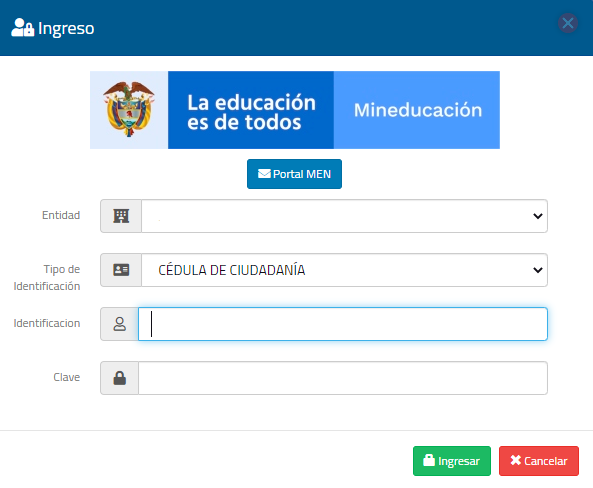 Ingreso
La educación
es de todos
Mineducación
Portal MEN
Entidad
Tipo de
Identificación
CÉDULA DE CIUDADANÍA
Identificacion
Clave
Ingresar
Cancelar